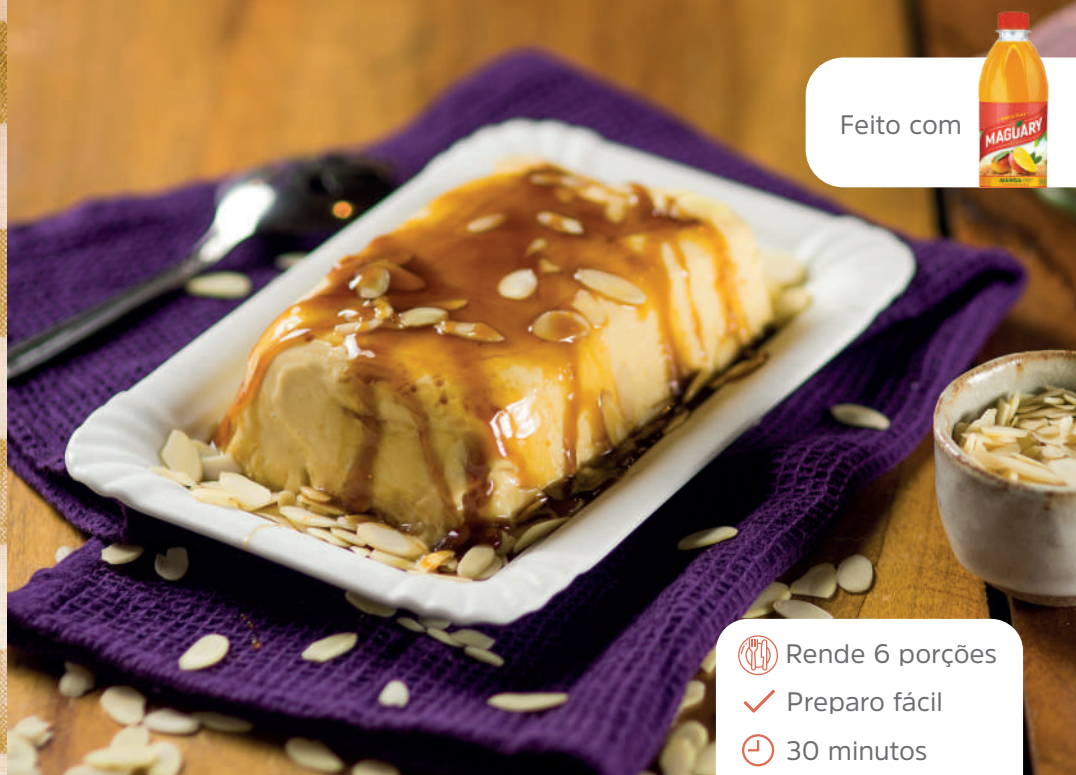 Feito com
MAGUARY
MANGA
Rende 6 porções
Preparo fácil
30 minutos